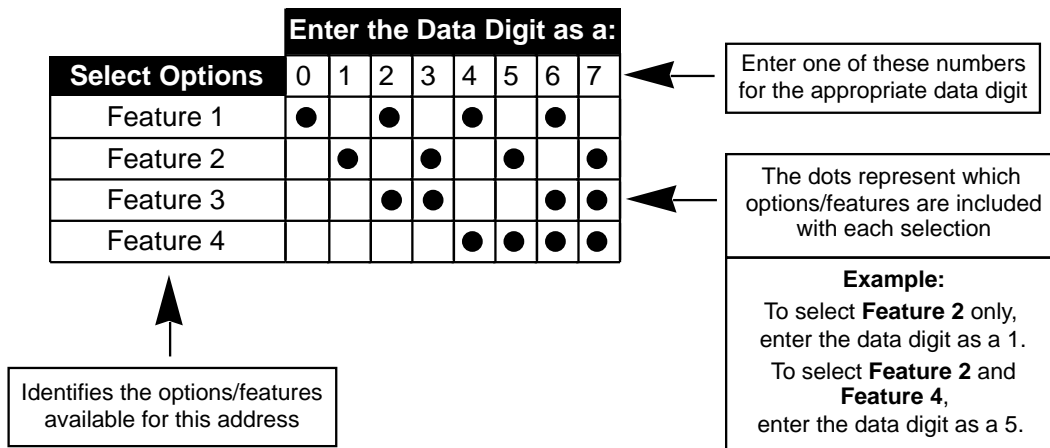 Enter the Data Digit as a:
Select Options 0 1 2 3 4 5 6 7
Feature 1
Feature 2
Feature 3
Feature 4
Enter one of these numbers
for the appropriate data digit
The dots represent which
options/features are included
with each selection
Example:
To select Feature 2 only,
enter the data digit as a 1.
To select Feature 2 and
Feature 4,
enter the data digit as a 5.
Identifies the options/features
available for this address